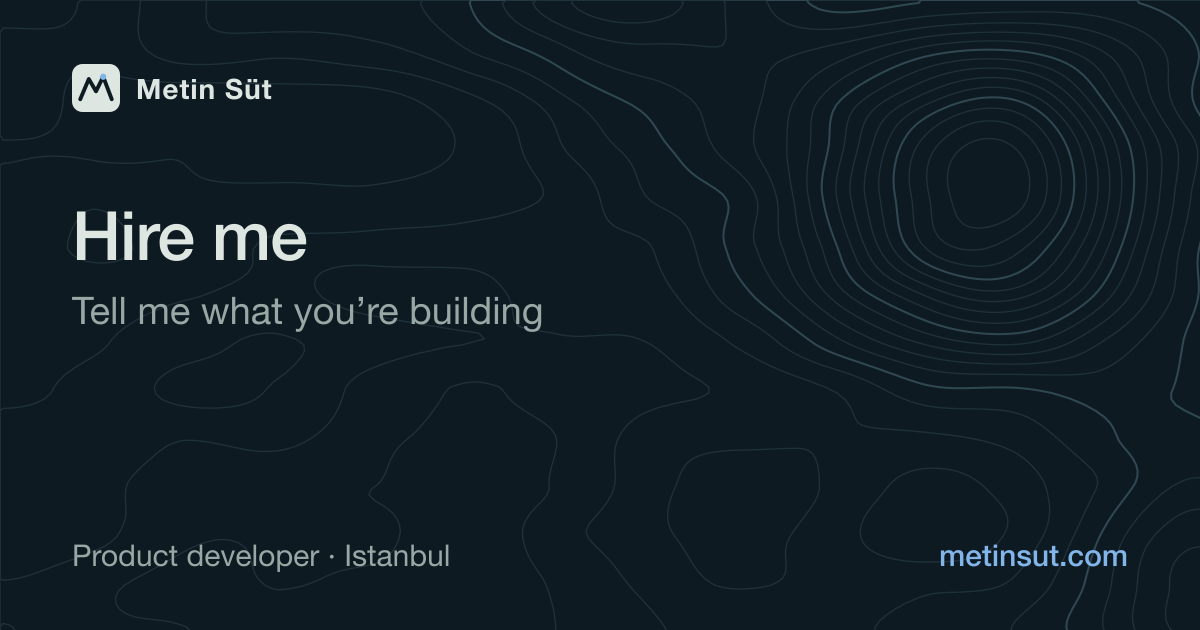 Metin Süt
Hire me
Tell me what you’re building
Product developer · Istanbul
metinsut.com